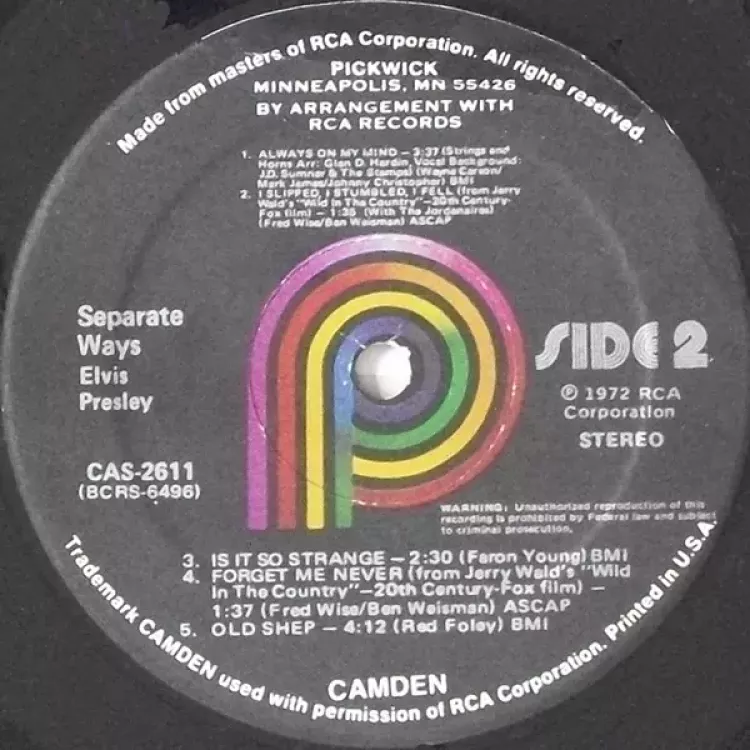 Made from masters of RCA Corporation. All rights reserved.
PICKWICK
MINNEAPOLIS, MN 55426
BY ARRANGEMENT WITH
RCA RECORDS
1. ALWAYS ON MY MIND — 3:37 (Strings and
Horns Arr: Glen D. Hardin, Vocal Background:
J.D. Sumner & The Stamps) (Wayne Carson/
Mark James/Johnny Christopher) BMI
2. I SLIPPED, I STUMBLED, I FELL (from Jerry
Wald's "Wild In The Country"—20th Century-
Fox film) — 1:35 (With The Jordanaires)
(Fred Wise/Ben Weisman) ASCAP
Separate
Ways
Elvis
Presley
CAS-2611
(BCRS-6496)
SIDE 2
℗ 1972 RCA
Corporation
STEREO
WARNING: Unauthorized reproduction of this
recording is prohibited by Federal law and subject
to criminal prosecution.
3. IS IT SO STRANGE — 2:30 (Faron Young) BMI
4. FORGET ME NEVER (from Jerry Wald's "Wild
In The Country"—20th Century-Fox film) —
1:37 (Fred Wise/Ben Weisman) ASCAP
5. OLD SHEP — 4:12 (Red Foley) BMI
CAMDEN
Trademark CAMDEN used with permission of RCA Corporation. Printed in U.S.A.